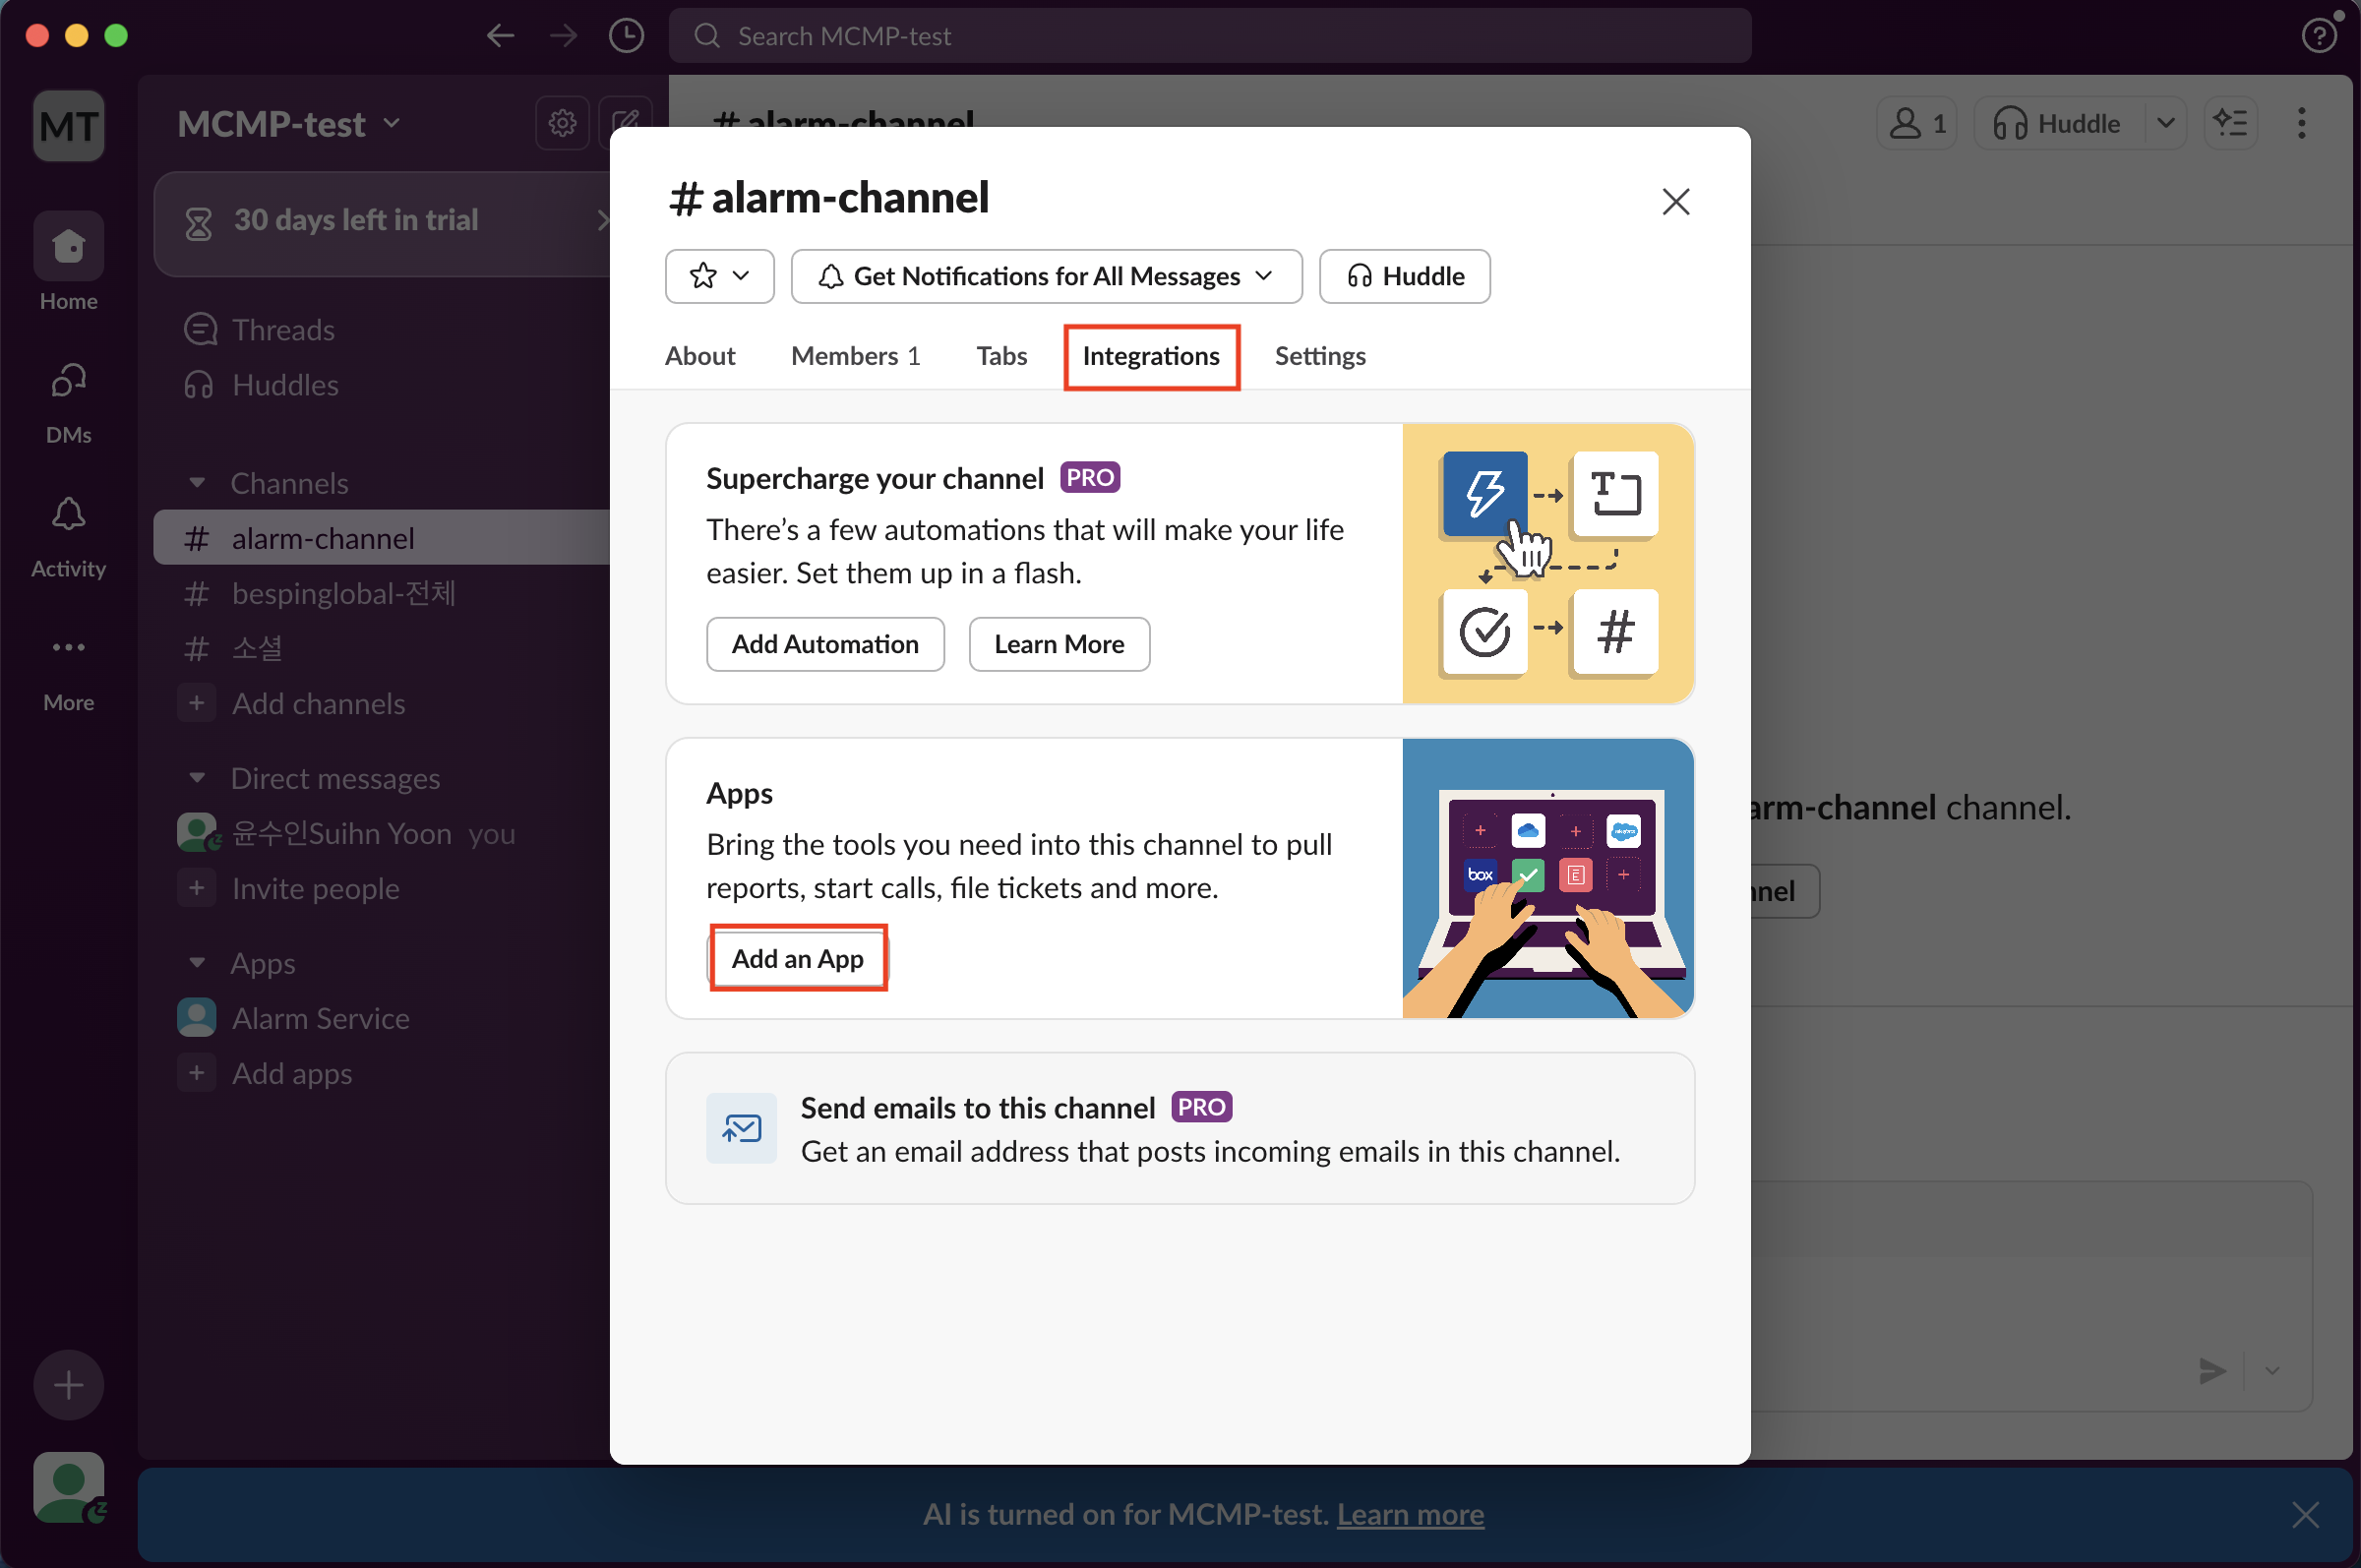 Search MCMP-test
MT
MCMP-test
30 days left in trial
Home
Threads
Huddles
DMs
Channels
alarm-channel
Activity
bespinglobal-전체
소셜
More
Add channels
Direct messages
윤수인Suihn Yoon you
Invite people
Apps
Alarm Service
Add apps
# alarm-channel
1
Huddle
# alarm-channel
Get Notifications for All Messages
Huddle
About
Members 1
Tabs
Integrations
Settings
Supercharge your channel PRO
There's a few automations that will make your life
easier. Set them up in a flash.
Add Automation
Learn More
Apps
Bring the tools you need into this channel to pull
reports, start calls, file tickets and more.
Add an App
box
Send emails to this channel PRO
Get an email address that posts incoming emails in this channel.
arm-channel channel.
nnel
AI is turned on for MCMP-test. Learn more